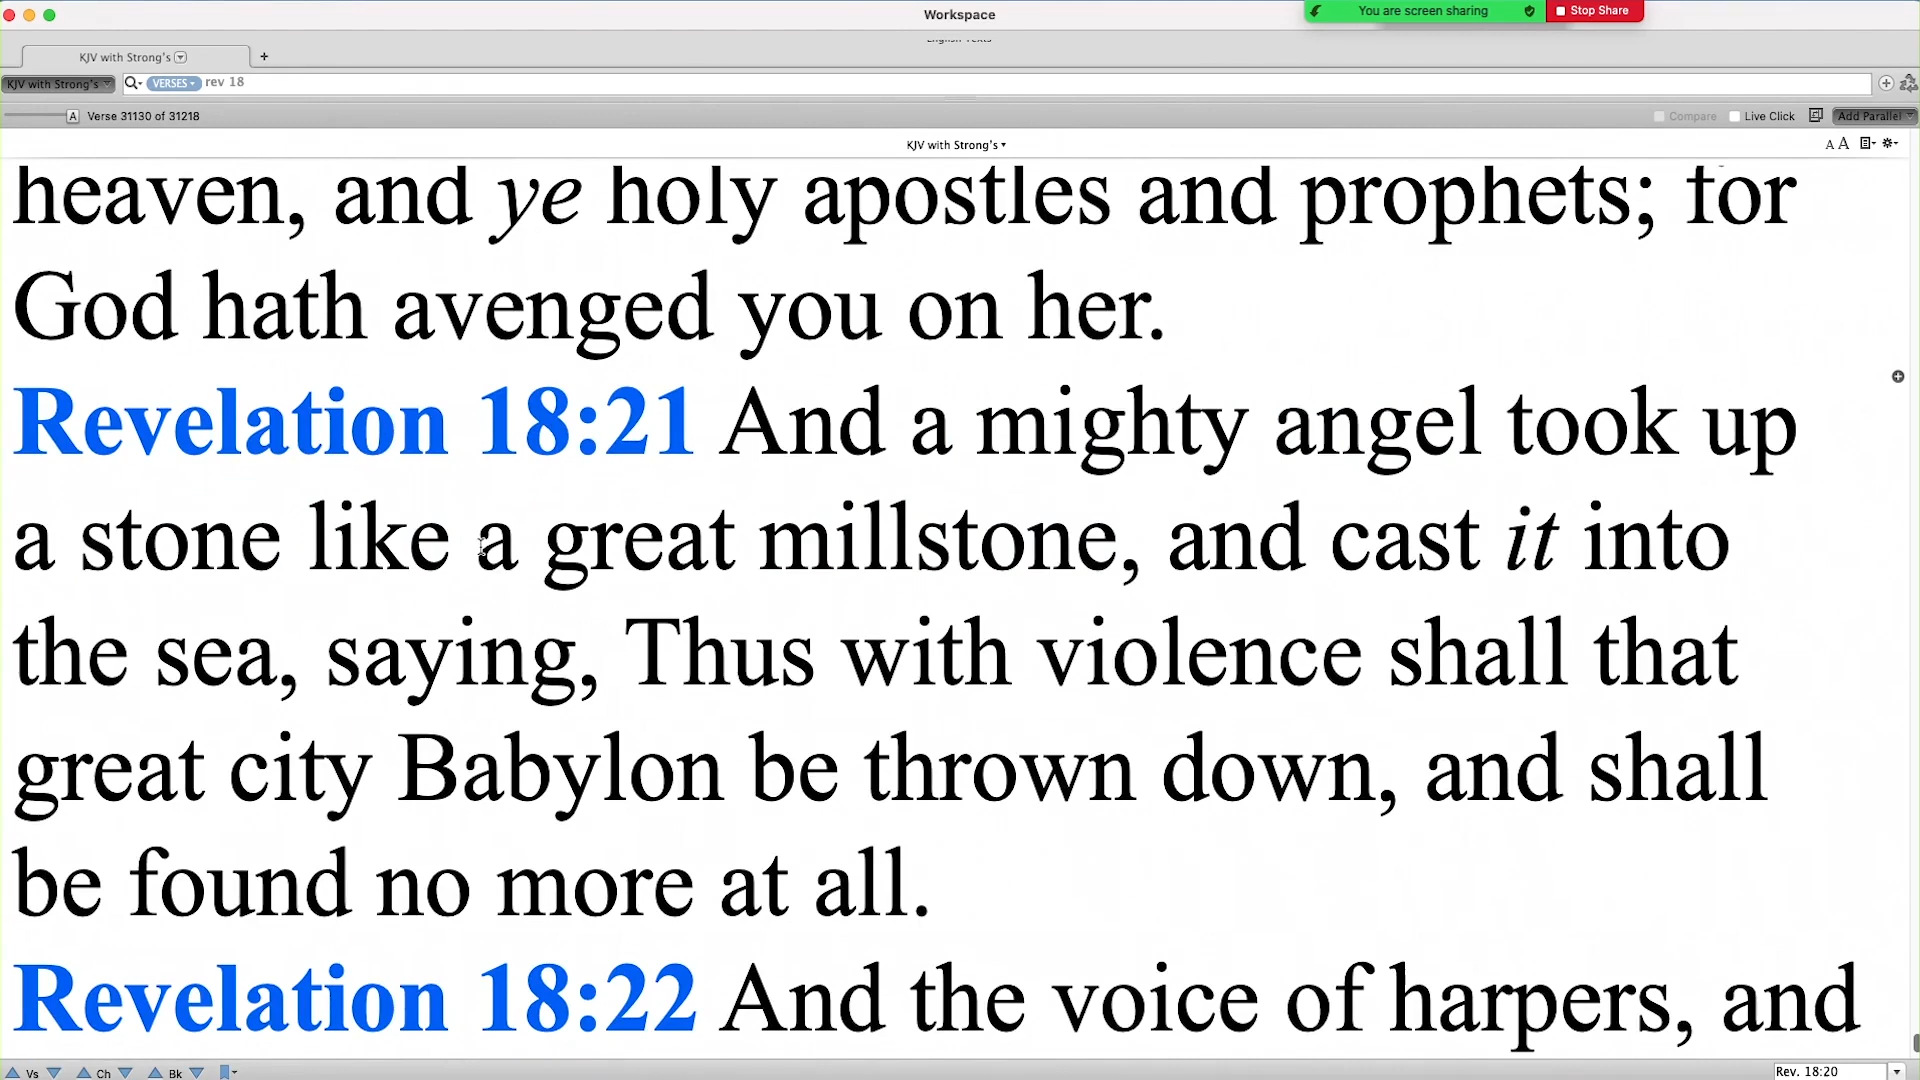 Workspace
You are screen sharing
Stop Share
English Texts
KJV with Strong's
+
KJV with Strong's
VERSES
rev 18
A
Verse 31130 of 31218
Compare
Live Click
Add Parallel
KJV with Strong's
A A
heaven, and ye holy apostles and prophets; for
God hath avenged you on her.
Revelation 18:21 And a mighty angel took up
a stone like a great millstone, and cast it into
the sea, saying, Thus with violence shall that
great city Babylon be thrown down, and shall
be found no more at all.
Revelation 18:22 And the voice of harpers, and
Vs
Ch
Bk
Rev. 18:20